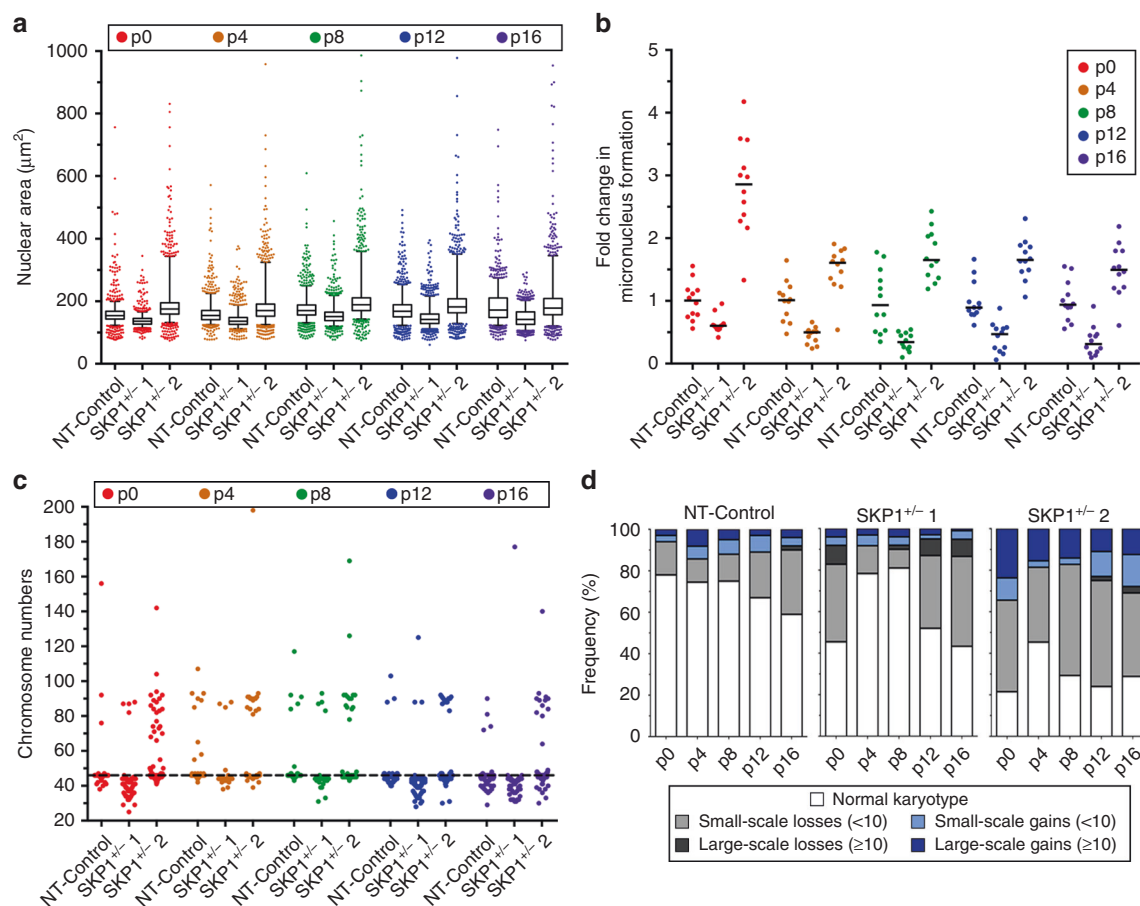 a
p0 p4 p8 p12 p16
1000
800
600
400
200
0
Nuclear area (μm²)
NT-Control SKP1+/– 1 SKP1+/– 2 NT-Control SKP1+/– 1 SKP1+/– 2 NT-Control SKP1+/– 1 SKP1+/– 2 NT-Control SKP1+/– 1 SKP1+/– 2 NT-Control SKP1+/– 1 SKP1+/– 2
b
5
4
3
2
1
0
Fold change in
micronucleus formation
p0
p4
p8
p12
p16
NT-Control SKP1+/– 1 SKP1+/– 2 NT-Control SKP1+/– 1 SKP1+/– 2 NT-Control SKP1+/– 1 SKP1+/– 2 NT-Control SKP1+/– 1 SKP1+/– 2 NT-Control SKP1+/– 1 SKP1+/– 2
c
p0 p4 p8 p12 p16
200
180
160
140
120
100
80
60
40
20
Chromosome numbers
NT-Control SKP1+/– 1 SKP1+/– 2 NT-Control SKP1+/– 1 SKP1+/– 2 NT-Control SKP1+/– 1 SKP1+/– 2 NT-Control SKP1+/– 1 SKP1+/– 2 NT-Control SKP1+/– 1 SKP1+/– 2
d
NT-Control SKP1+/– 1 SKP1+/– 2
100
80
60
40
20
0
Frequency (%)
p0 p4 p8 p12 p16 p0 p4 p8 p12 p16 p0 p4 p8 p12 p16
Normal karyotype
Small-scale losses (<10) Small-scale gains (<10)
Large-scale losses (≥10) Large-scale gains (≥10)